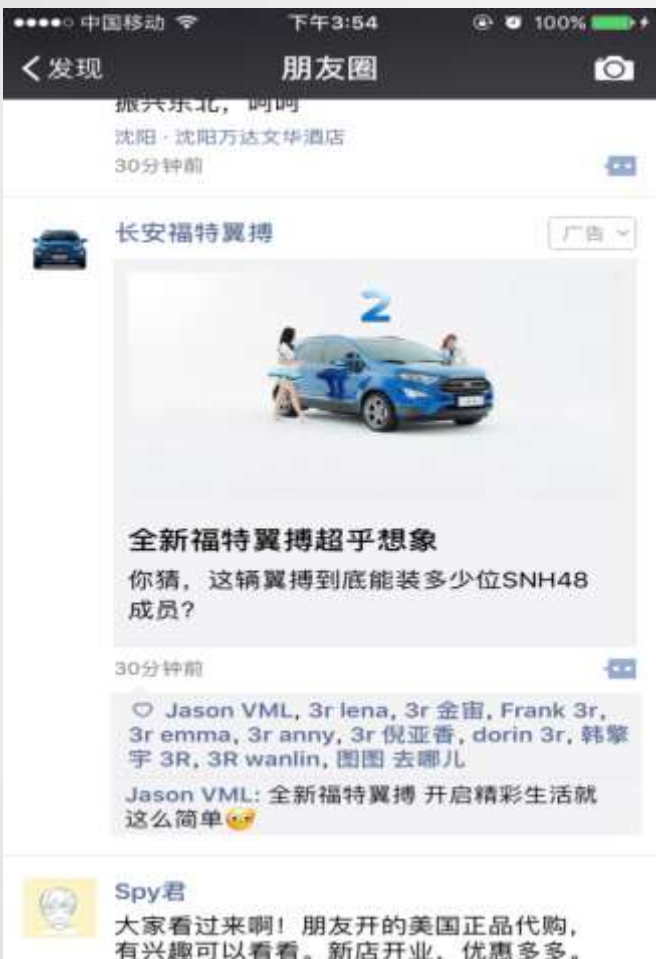 中国移动 下午3:54 100%
发现 朋友圈
振兴东北，呵呵
沈阳·沈阳万达文华酒店
30分钟前
长安福特翼搏 广告
2
全新福特翼搏超乎想象
你猜，这辆翼搏到底能装多少位SNH48
成员？
30分钟前
Jason VML, 3r lena, 3r 金宙, Frank 3r,
3r emma, 3r anny, 3r 倪亚香, dorin 3r, 韩擎
宇 3R, 3R wanlin, 图图 去哪儿
Jason VML: 全新福特翼搏 开启精彩生活就
这么简单
Spy君
大家看过来啊！朋友开的美国正品代购，
有兴趣可以看看。新店开业，优惠多多。